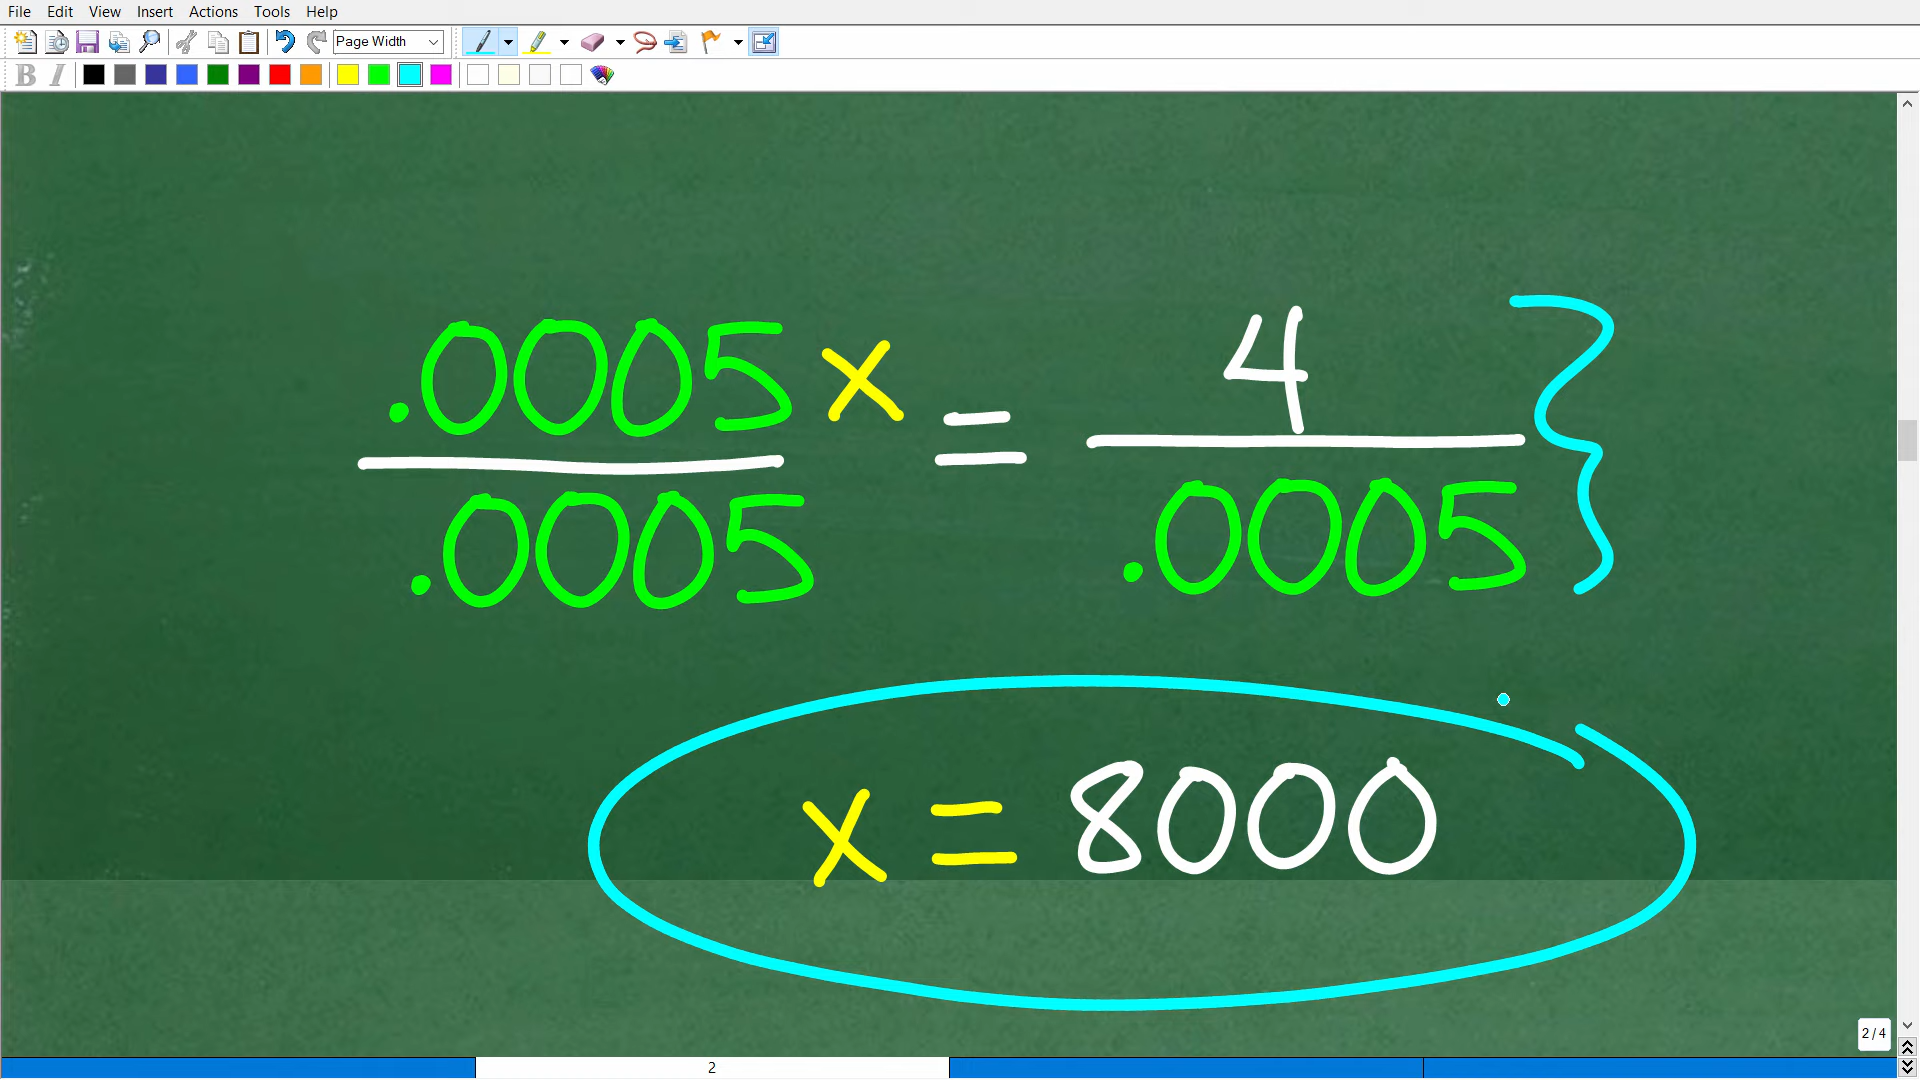 File Edit View Insert Actions Tools Help
Page Width
B I
.0005x / .0005 = 4 / .0005
x = 8000
2 / 4
2